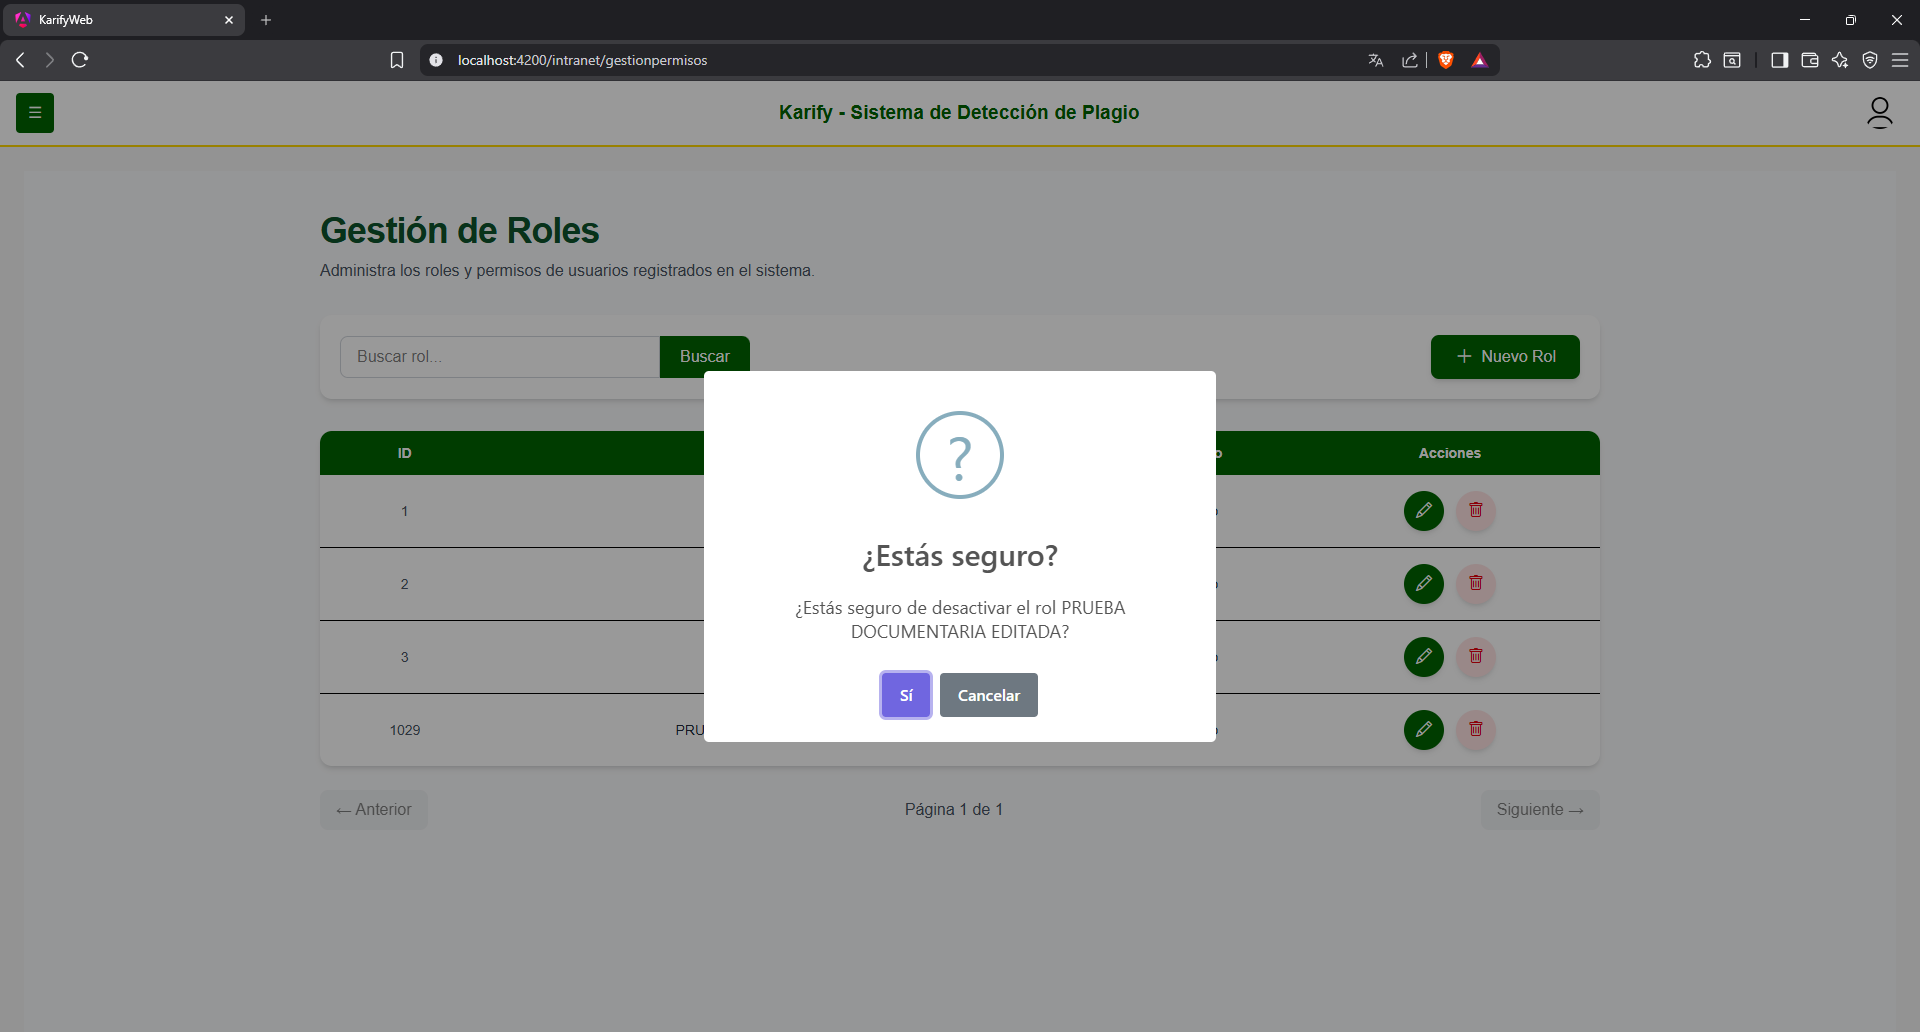 KarifyWeb
localhost:4200/intranet/gestionpermisos
Karify - Sistema de Detección de Plagio
Gestión de Roles
Administra los roles y permisos de usuarios registrados en el sistema.
Buscar rol...
Buscar
Nuevo Rol
ID
Acciones
1
2
3
1029
PRU
?
¿Estás seguro?
¿Estás seguro de desactivar el rol PRUEBA
DOCUMENTARIA EDITADA?
Sí
Cancelar
← Anterior
Página 1 de 1
Siguiente →